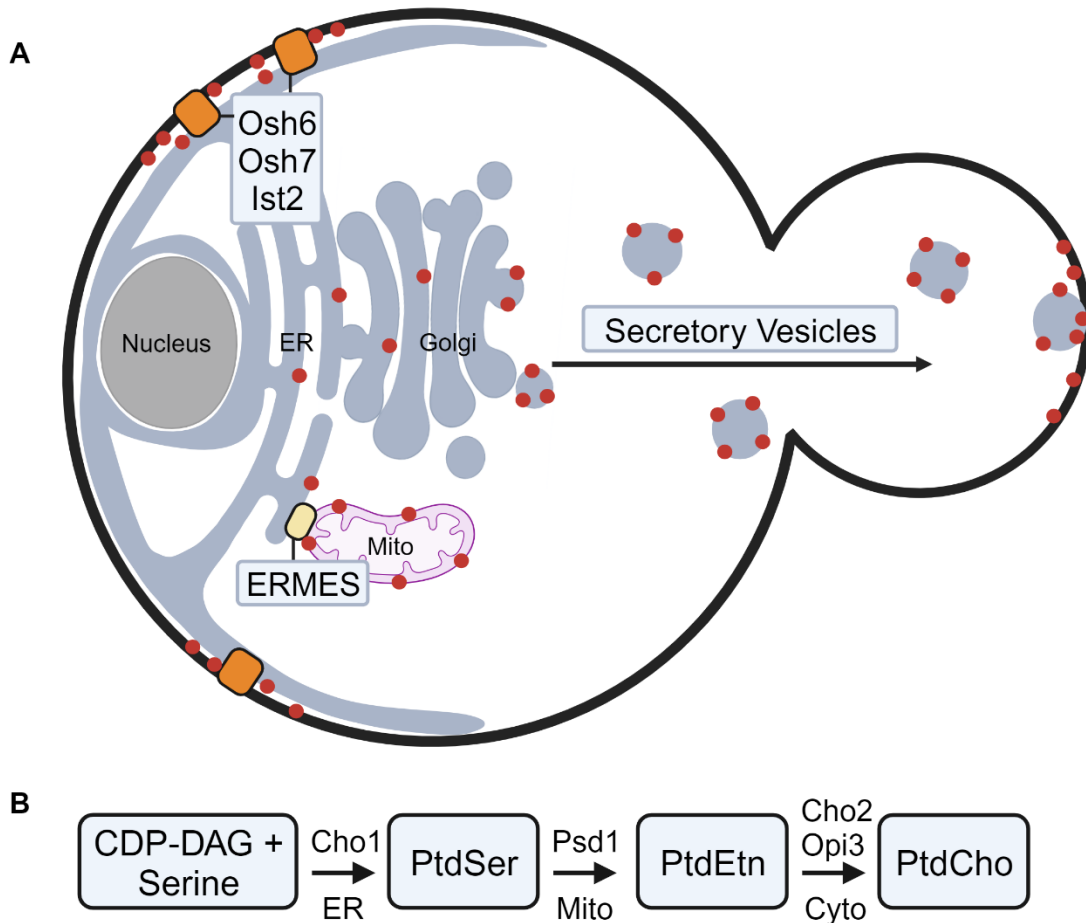 A
Osh6
Osh7
Ist2
Nucleus
ER
Golgi
Secretory Vesicles
Mito
ERMES
B
CDP-DAG +
Serine
Cho1
ER
PtdSer
Psd1
Mito
PtdEtn
Cho2
Opi3
Cyto
PtdCho